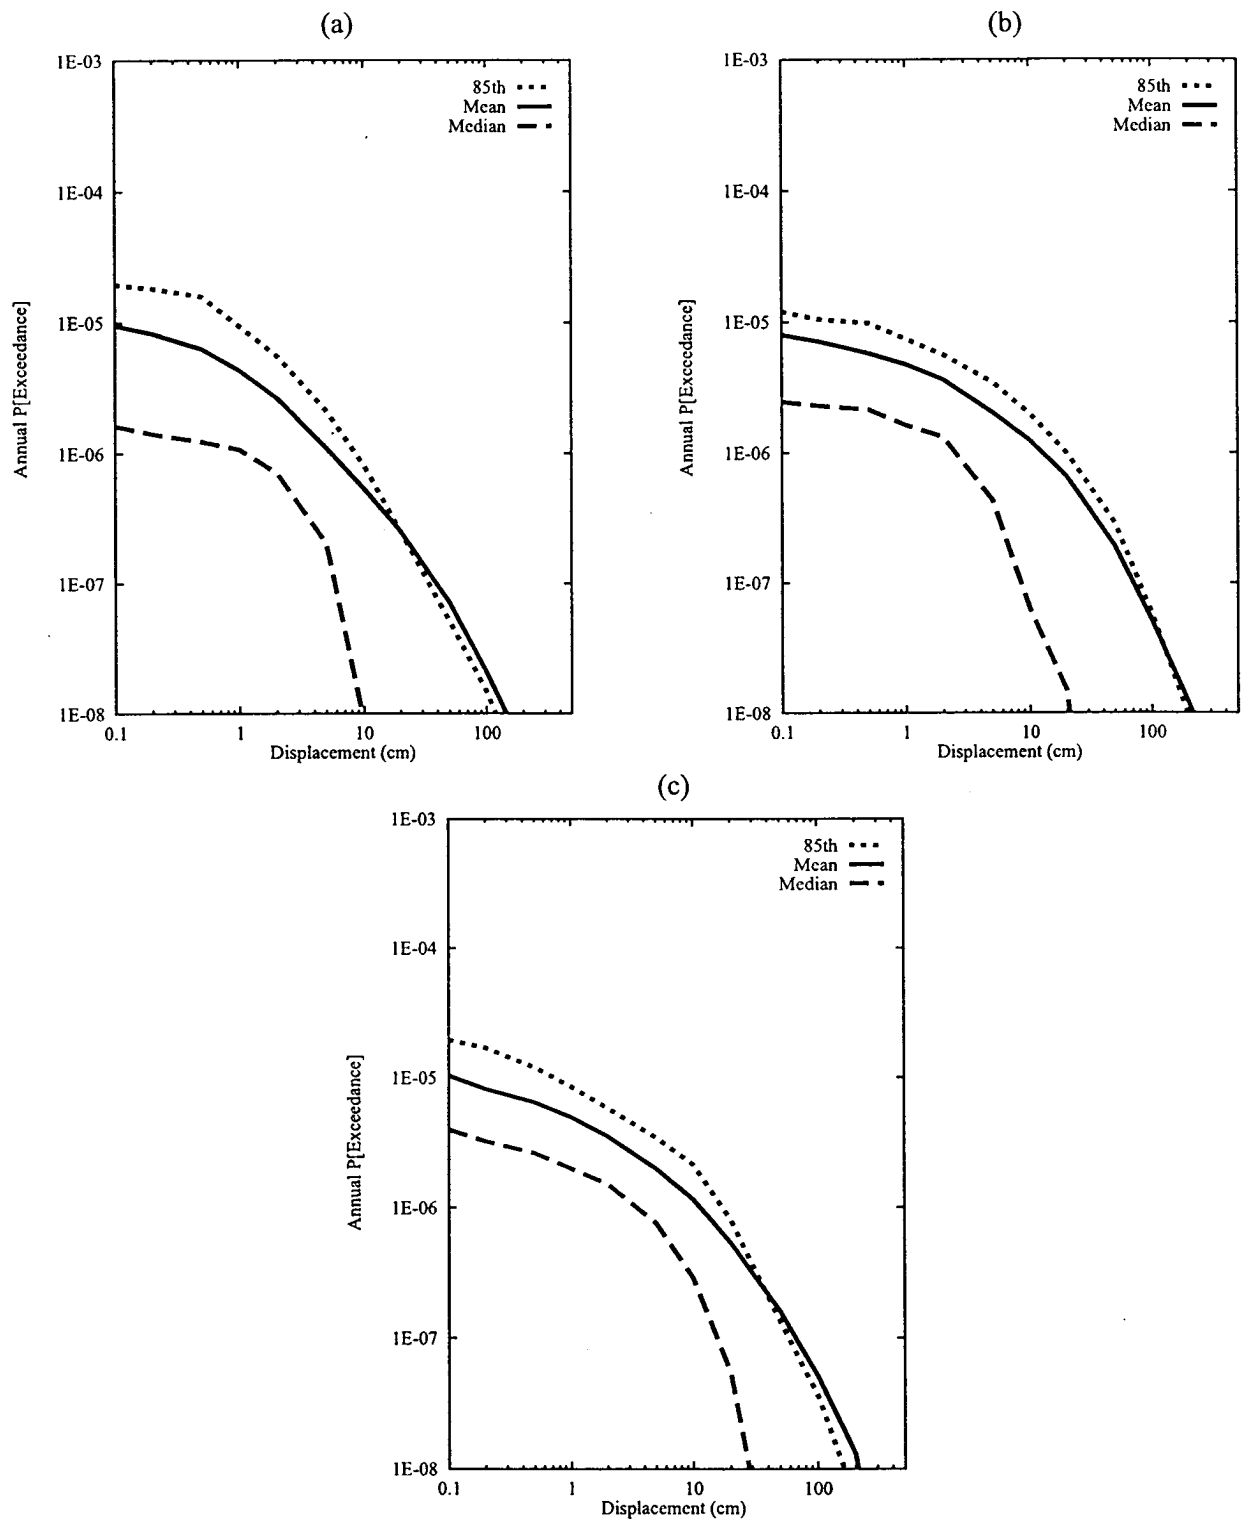 (a)
1E-03
85th
Mean
Median
1E-04
1E-05
Annual P[Exceedance]
1E-06
1E-07
1E-08
0.1 1 10 100
Displacement (cm)
(b)
1E-03
85th
Mean
Median
1E-04
1E-05
Annual P[Exceedance]
1E-06
1E-07
1E-08
0.1 1 10 100
Displacement (cm)
(c)
1E-03
85th
Mean
Median
1E-04
1E-05
Annual P[Exceedance]
1E-06
1E-07
1E-08
0.1 1 10 100
Displacement (cm)